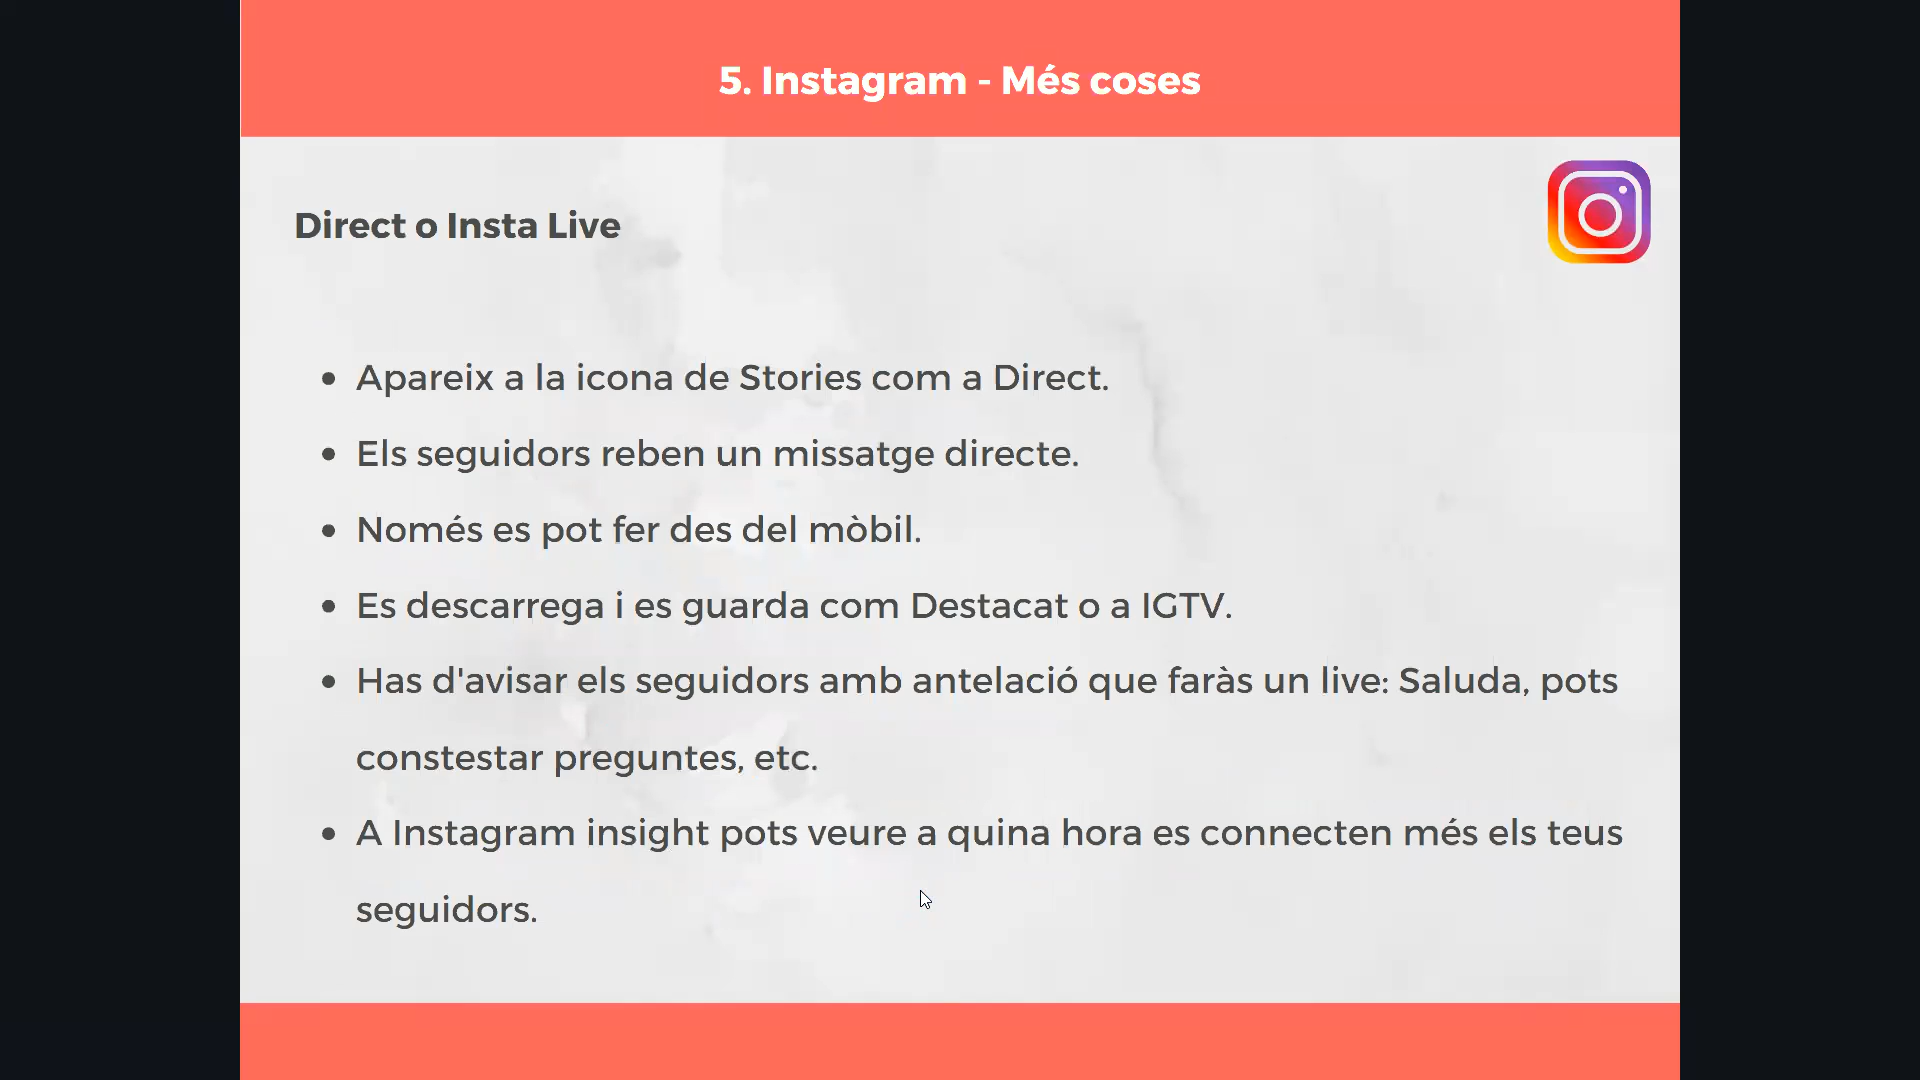 5. Instagram - Més coses
Direct o Insta Live
• Apareix a la icona de Stories com a Direct.
• Els seguidors reben un missatge directe.
• Només es pot fer des del mòbil.
• Es descarrega i es guarda com Destacat o a IGTV.
• Has d'avisar els seguidors amb antelació que faràs un live: Saluda, pots
constestar preguntes, etc.
• A Instagram insight pots veure a quina hora es connecten més els teus
seguidors.